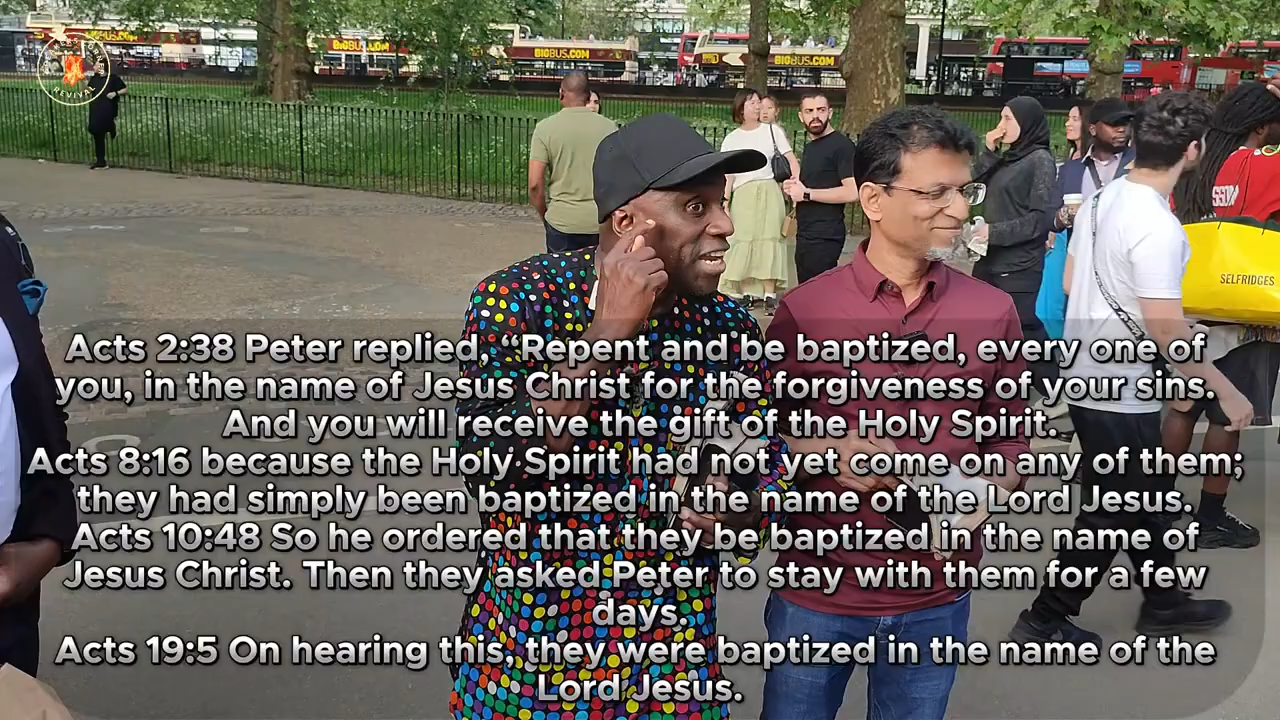 BIGBUS.COM
BIGBUS.COM
BIGBUS.COM
REVIVAL
SELFRIDGES
Acts 2:38 Peter replied, “Repent and be baptized, every one of
you, in the name of Jesus Christ for the forgiveness of your sins.
And you will receive the gift of the Holy Spirit.
Acts 8:16 because the Holy Spirit had not yet come on any of them;
they had simply been baptized in the name of the Lord Jesus.
Acts 10:48 So he ordered that they be baptized in the name of
Jesus Christ. Then they asked Peter to stay with them for a few
days.
Acts 19:5 On hearing this, they were baptized in the name of the
Lord Jesus.